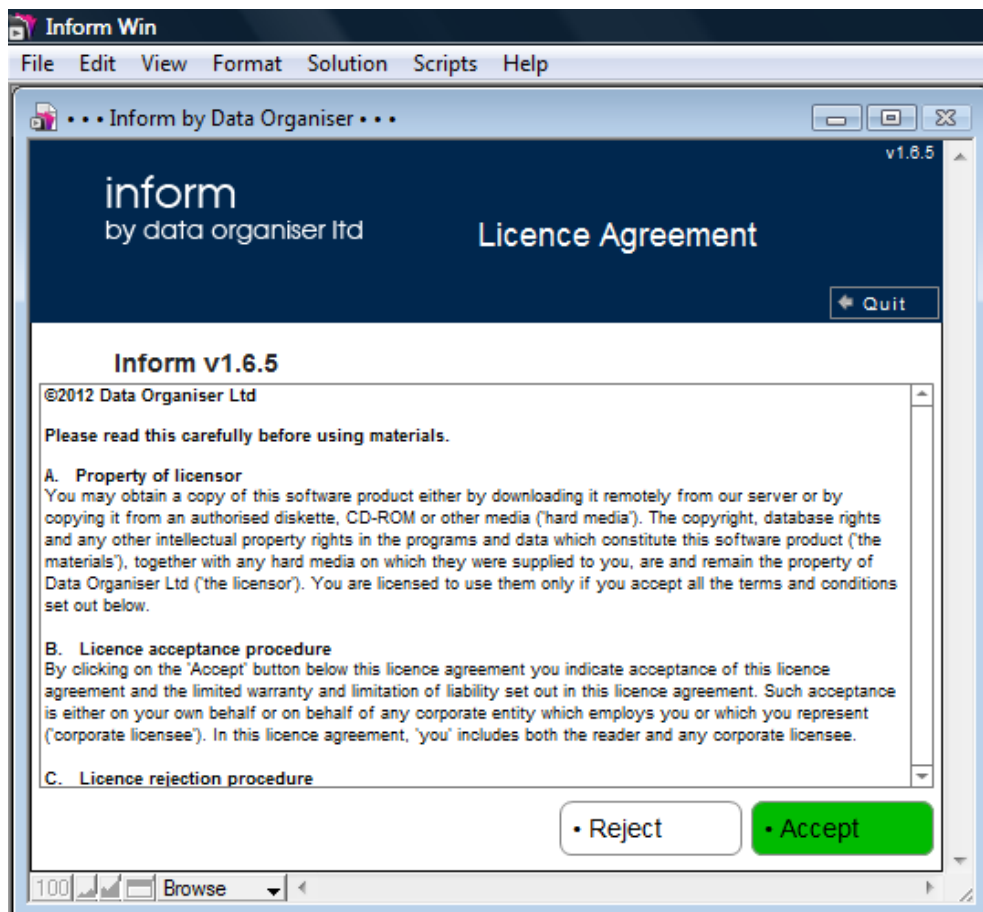 Inform Win
File Edit View Format Solution Scripts Help
• • • Inform by Data Organiser • • •
v1.6.5
inform
by data organiser ltd
Licence Agreement
Quit
Inform v1.6.5
©2012 Data Organiser Ltd
Please read this carefully before using materials.
A. Property of licensor
You may obtain a copy of this software product either by downloading it remotely from our server or by
copying it from an authorised diskette, CD-ROM or other media ('hard media'). The copyright, database rights
and any other intellectual property rights in the programs and data which constitute this software product ('the
materials'), together with any hard media on which they were supplied to you, are and remain the property of
Data Organiser Ltd ('the licensor'). You are licensed to use them only if you accept all the terms and conditions
set out below.
B. Licence acceptance procedure
By clicking on the 'Accept' button below this licence agreement you indicate acceptance of this licence
agreement and the limited warranty and limitation of liability set out in this licence agreement. Such acceptance
is either on your own behalf or on behalf of any corporate entity which employs you or which you represent
('corporate licensee'). In this licence agreement, 'you' includes both the reader and any corporate licensee.
C. Licence rejection procedure
• Reject
• Accept
100 Browse